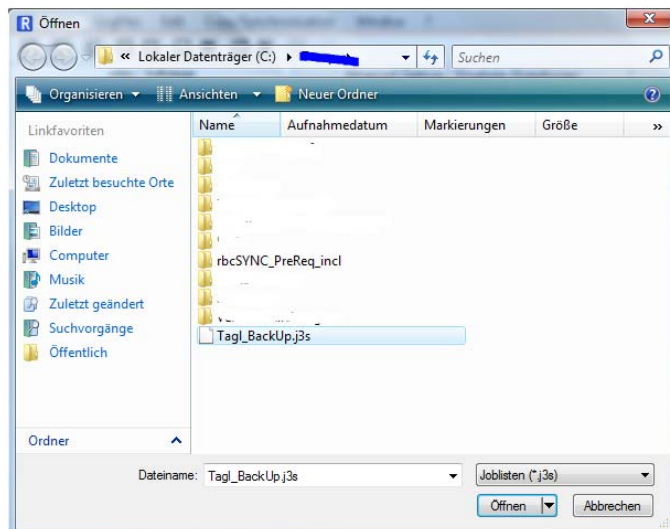 R Öffnen
« Lokaler Datenträger (C:)
Suchen
Organisieren
Ansichten
Neuer Ordner
?
Linkfavoriten
Dokumente
Zuletzt besuchte Orte
Desktop
Bilder
Computer
Musik
Zuletzt geändert
Suchvorgänge
Öffentlich
Ordner
Name Aufnahmedatum Markierungen Größe »
rbcSYNC_PreReq_incl
Tagl_BackUp.j3s
Dateiname: Tagl_BackUp.j3s
Joblisten (*.j3s)
Öffnen
Abbrechen